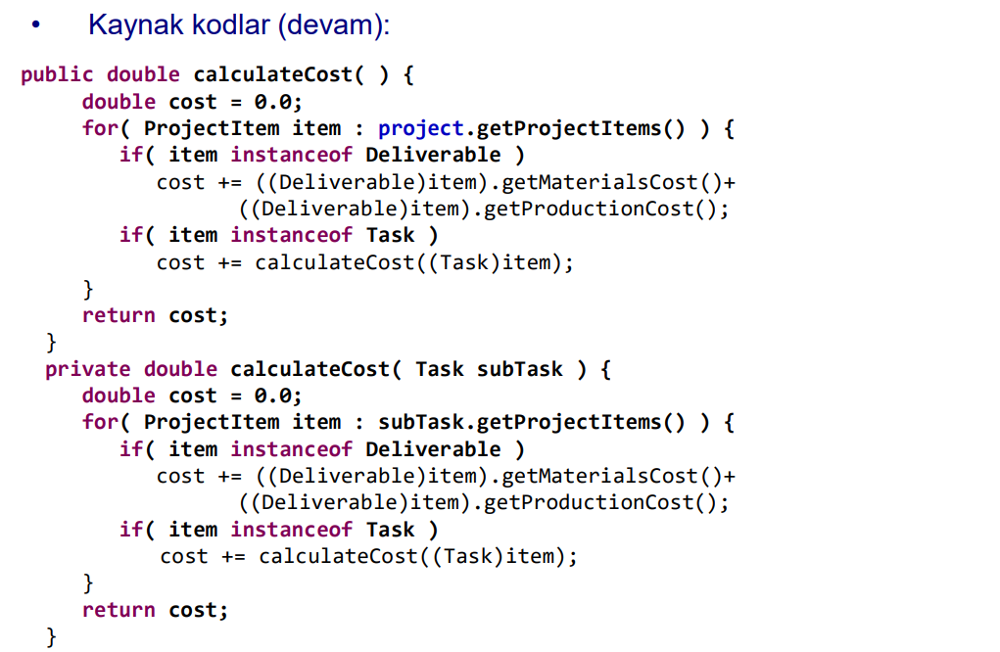 • Kaynak kodlar (devam):
public double calculateCost( ) {
double cost = 0.0;
for( ProjectItem item : project.getProjectItems() ) {
if( item instanceof Deliverable )
cost += ((Deliverable)item).getMaterialsCost()+
((Deliverable)item).getProductionCost();
if( item instanceof Task )
cost += calculateCost((Task)item);
}
return cost;
}
private double calculateCost( Task subTask ) {
double cost = 0.0;
for( ProjectItem item : subTask.getProjectItems() ) {
if( item instanceof Deliverable )
cost += ((Deliverable)item).getMaterialsCost()+
((Deliverable)item).getProductionCost();
if( item instanceof Task )
cost += calculateCost((Task)item);
}
return cost;
}